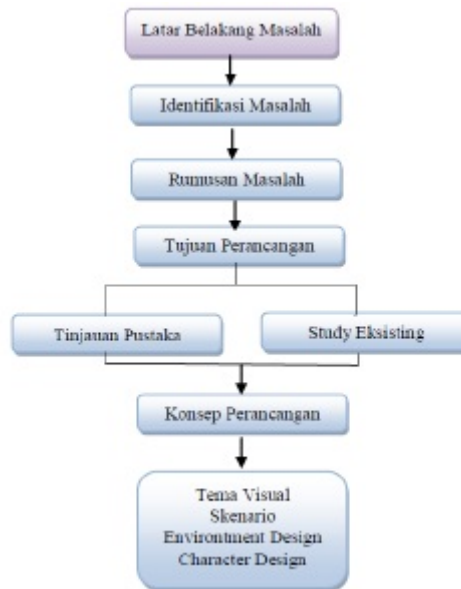 Latar Belakang Masalah
Identifikasi Masalah
Rumusan Masalah
Tujuan Perancangan
Tinjauan Pustaka
Study Eksisting
Konsep Perancangan
Tema Visual
Skenario
Environtment Design
Character Design